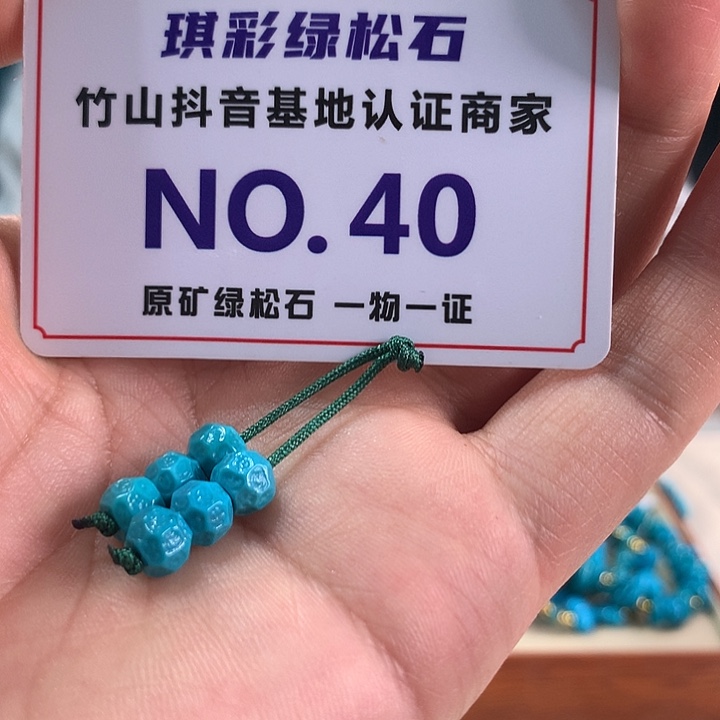 琪彩绿松石
竹山抖音基地认证商家
NO. 40
原矿绿松石 一物一证